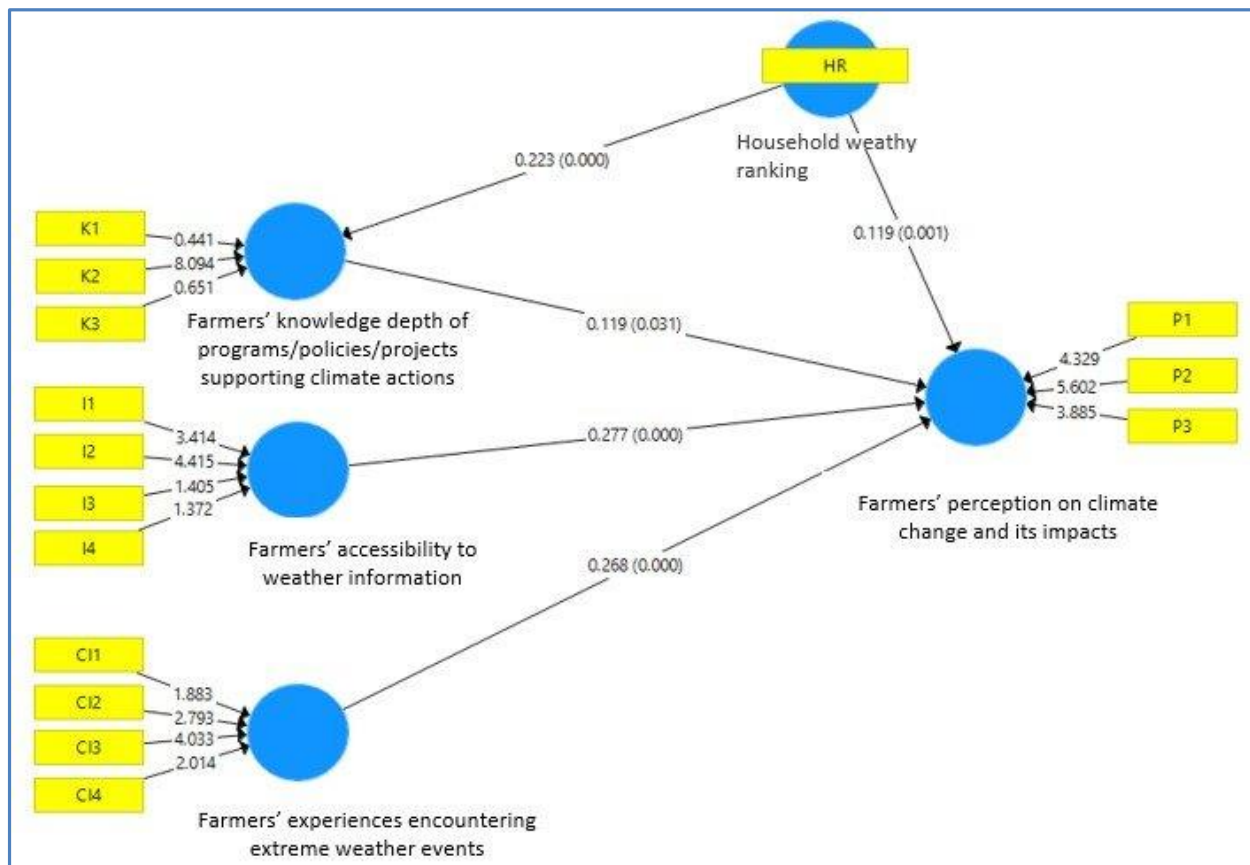 HR
Household weathy
ranking
0.223 (0.000)
0.119 (0.001)
K1
K2
K3
0.441
8.094
0.651
Farmers’ knowledge depth of
programs/policies/projects
supporting climate actions
0.119 (0.031)
P1
P2
P3
4.329
5.602
3.885
I1
I2
I3
I4
3.414
4.415
1.405
1.372
0.277 (0.000)
Farmers’ accessibility to
weather information
Farmers’ perception on climate
change and its impacts
0.268 (0.000)
CI1
CI2
CI3
CI4
1.883
2.793
4.033
2.014
Farmers’ experiences encountering
extreme weather events